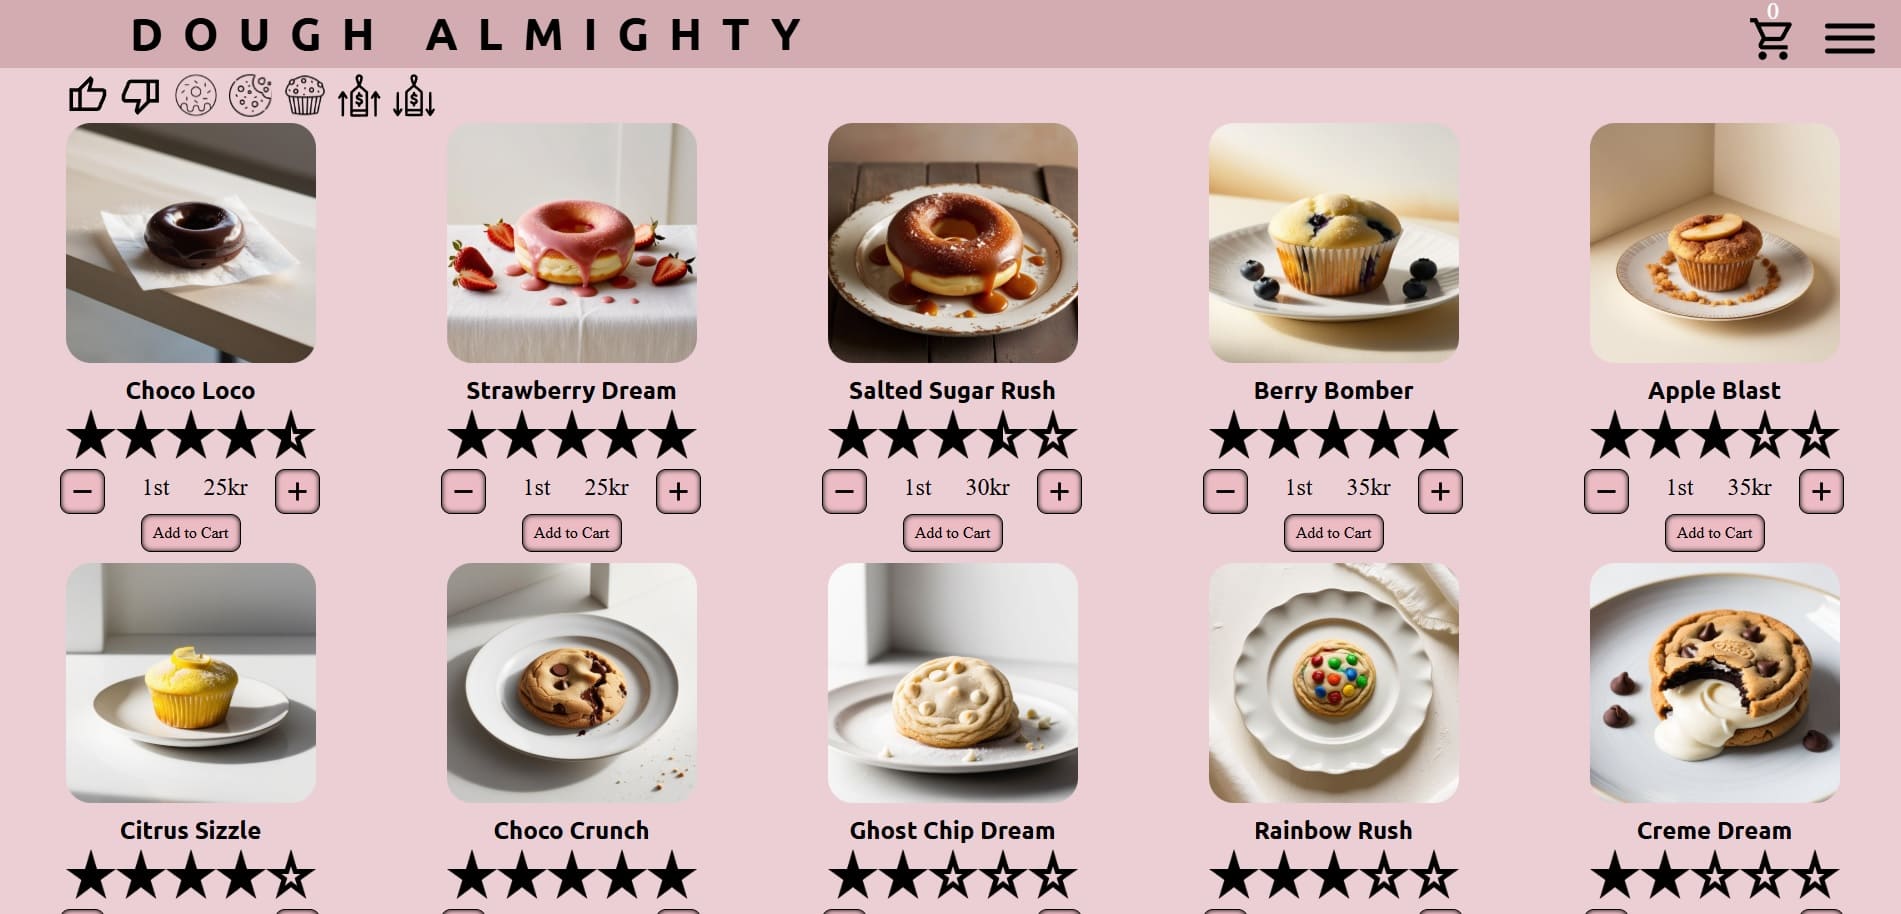 DOUGH ALMIGHTY
0
Choco Loco
Strawberry Dream
Salted Sugar Rush
Berry Bomber
Apple Blast
1st 25kr
1st 25kr
1st 30kr
1st 35kr
1st 35kr
Add to Cart
Add to Cart
Add to Cart
Add to Cart
Add to Cart
Citrus Sizzle
Choco Crunch
Ghost Chip Dream
Rainbow Rush
Creme Dream